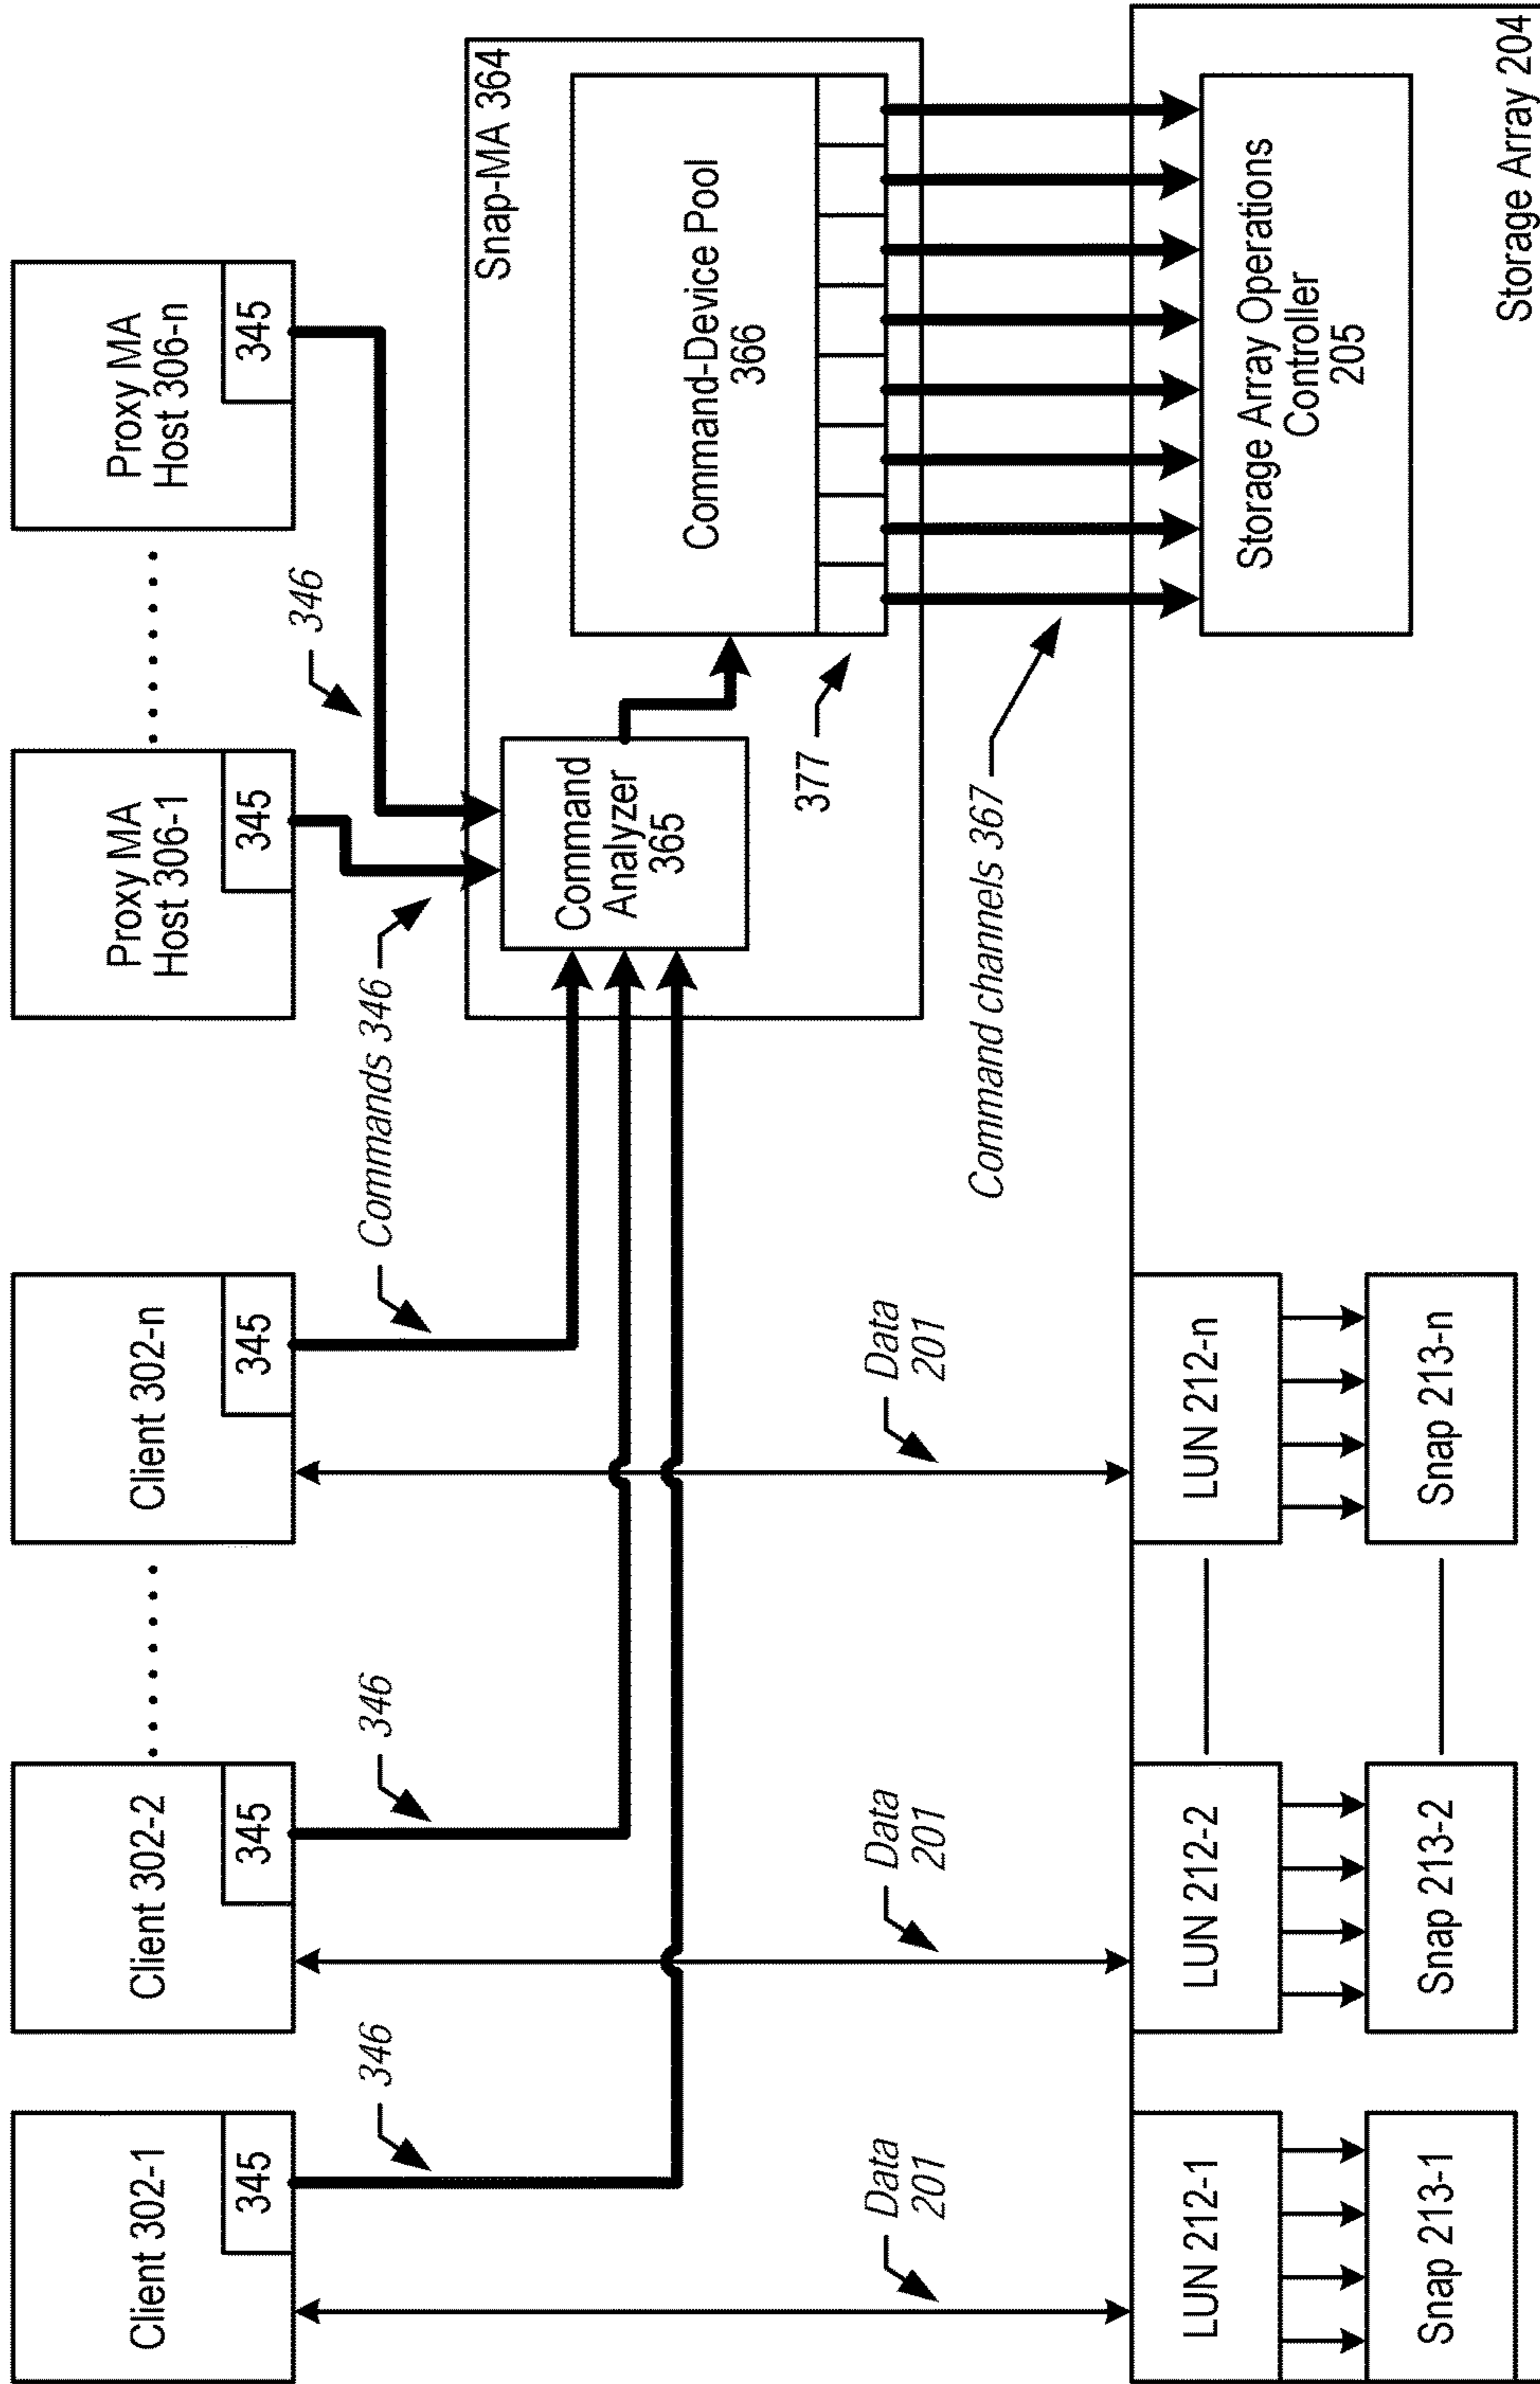 Client 302-1
345
Client 302-2
345
Client 302-n
345
Proxy MA
Host 306-1
345
Proxy MA
Host 306-n
345
346
346
Commands 346
346
Snap-MA 364
Command
Analyzer
365
Command-Device Pool
366
377
Data
201
Data
201
Data
201
Command channels 367
LUN 212-1
LUN 212-2
LUN 212-n
Snap 213-1
Snap 213-2
Snap 213-n
Storage Array Operations
Controller
205
Storage Array 204